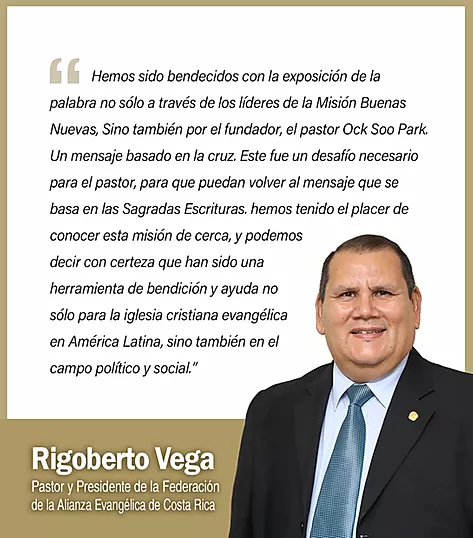 “ Hemos sido bendecidos con la exposición de la
palabra no sólo a través de los líderes de la Misión Buenas
Nuevas, Sino también por el fundador, el pastor Ock Soo Park.
Un mensaje basado en la cruz. Este fue un desafío necesario
para el pastor, para que puedan volver al mensaje que se
basa en las Sagradas Escrituras. hemos tenido el placer de
conocer esta misión de cerca, y podemos
decir con certeza que han sido una
herramienta de bendición y ayuda no
sólo para la iglesia cristiana evangélica
en América Latina, sino también en el
campo político y social.”
Rigoberto Vega
Pastor y Presidente de la Federación
de la Alianza Evangélica de Costa Rica